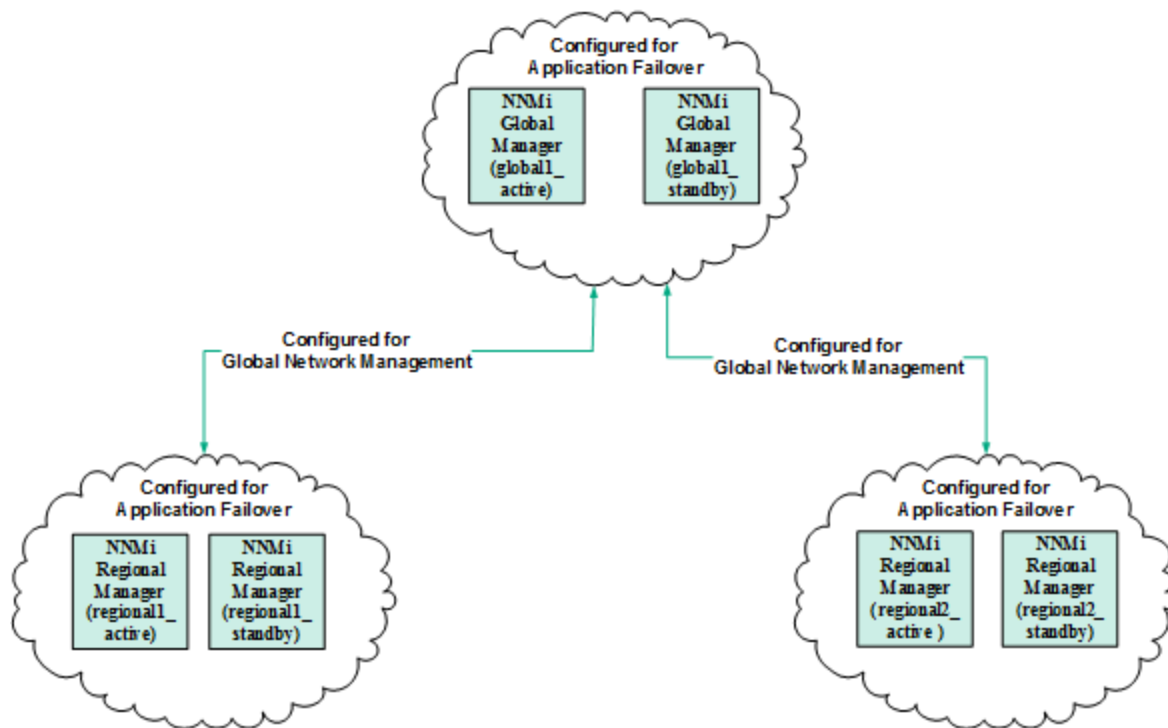 Configured for
Application Failover
NNMi
Global
Manager
(global1_
active)
NNMi
Global
Manager
(global1_
standby)
Configured for
Global Network Management
Configured for
Global Network Management
Configured for
Application Failover
NNMi
Regional
Manager
(regional1_
active)
NNMi
Regional
Manager
(regional1_
standby)
Configured for
Application Failover
NNMi
Regional
Manager
(regional2_
active )
NNMi
Regional
Manager
(regional2_
standby)